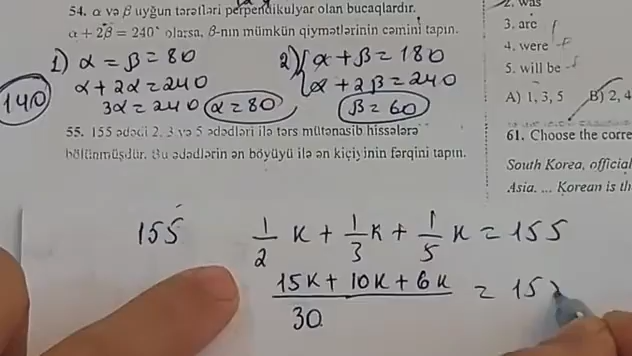 54. α və β uyğun tərəfləri perpendikulyar olan bucaqlardır.
α + 2β = 240° olarsa, β-nın mümkün qiymətlərinin cəmini tapın.
1) α = β = 80
α + 2α = 240
3α = 240 α = 80
140
2) { α + β = 180
α + 2β = 240
β = 60
55. 155 ədədi 2, 3 və 5 ədədləri ilə tərs mütənasib hissələrə
bölünmüşdür. Bu ədədlərin ən böyüyü ilə ən kiçiyinin fərqini tapın.
155
1/2 K + 1/3 K + 1/5 K = 155
15K + 10K + 6K / 30 = 15
2. was
3. are
4. were
5. will be
A) 1, 3, 5 B) 2, 4
61. Choose the corre
South Korea, official
Asia. ... Korean is th